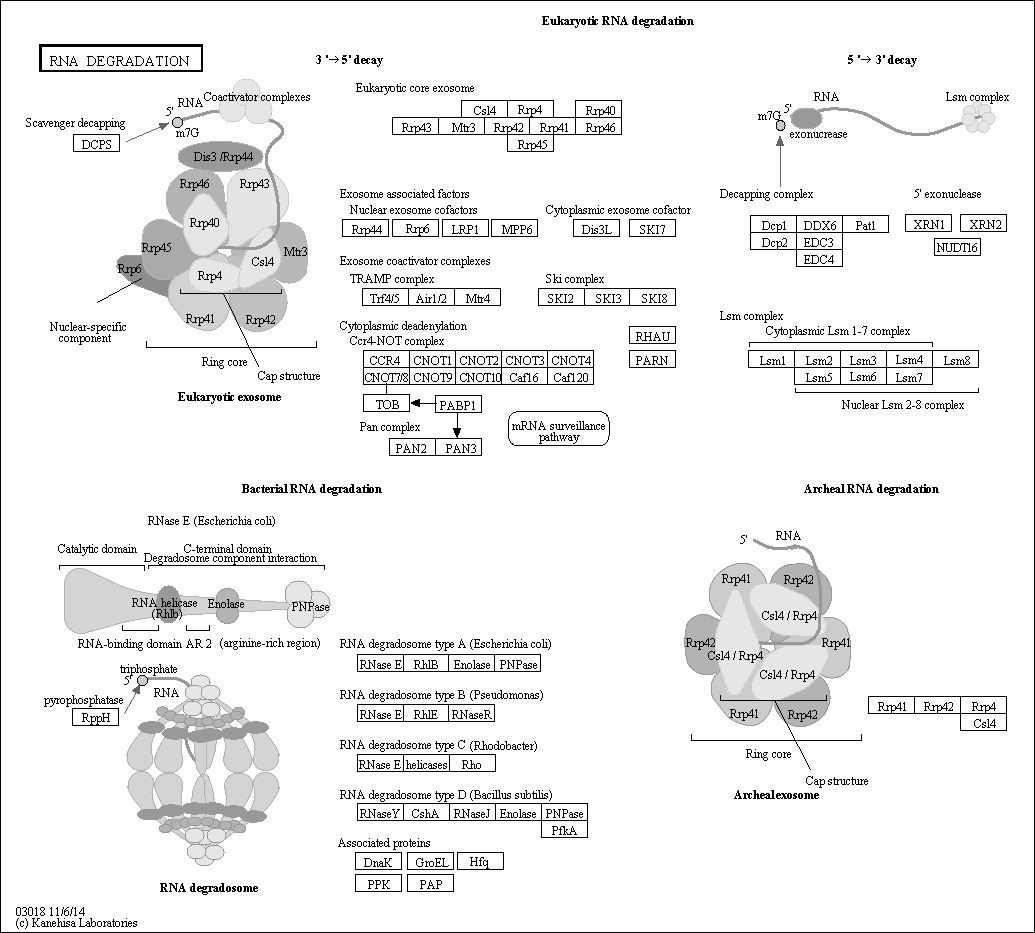 Eukaryotic RNA degradation
RNA DEGRADATION
3 '→ 5' decay
5 '→ 3' decay
5'
RNA
Coactivator complexes
Scavenger decapping
DCPS
m7G
Dis3 /Rrp44
Rrp46
Rrp43
Rrp40
Rrp45
Mtr3
Csl4
Rrp6
Rrp4
Rrp41
Rrp42
Nuclear-specific
component
Ring core
Cap structure
Eukaryotic exosome
Eukaryotic core exosome
Csl4 Rrp4 Rrp40
Rrp43 Mtr3 Rrp42 Rrp41 Rrp46
Rrp45
Exosome associated factors
Nuclear exosome cofactors
Cytoplasmic exosome cofactor
Rrp44 Rrp6 LRP1 MPP6
Dis3L SKI7
Exosome coactivator complexes
TRAMP complex
Ski complex
Trf4/5 Air1/2 Mtr4
SKI2 SKI3 SKI8
Cytoplasmic deadenylation
Ccr4-NOT complex
RHAU
PARN
CCR4 CNOT1 CNOT2 CNOT3 CNOT4
CNOT7/8 CNOT9 CNOT10 Caf16 Caf120
TOB
PABP1
Pan complex
PAN2 PAN3
mRNA surveillance
pathway
m7G
5'
RNA
exonucrease
Lsm complex
Decapping complex
5' exonuclease
Dcp1 DDX6 Pat1
Dcp2 EDC3
EDC4
XRN1 XRN2
NUDT16
Lsm complex
Cytoplasmic Lsm 1-7 complex
Lsm1 Lsm2 Lsm3 Lsm4 Lsm8
Lsm5 Lsm6 Lsm7
Nuclear Lsm 2-8 complex
Bacterial RNA degradation
RNase E (Escherichia coli)
Catalytic domain
C-terminal domain
Degradosome component interaction
RNA helicase
(Rhlb)
Enolase
PNPase
RNA-binding domain
AR 2
(arginine-rich region)
triphosphate
5'
RNA
pyrophosphatase
RppH
RNA degradosome
RNA degradosome type A (Escherichia coli)
RNase E RhlB Enolase PNPase
RNA degradosome type B (Pseudomonas)
RNase E RhlE RNaseR
RNA degradosome type C (Rhodobacter)
RNase E helicases Rho
RNA degradosome type D (Bacillus subtilis)
RNaseY CshA RNaseJ Enolase PNPase
PfkA
Associated proteins
DnaK GroEL Hfq
PPK PAP
Archeal RNA degradation
5'
RNA
Rrp41
Rrp42
Csl4 / Rrp4
Rrp42
Csl4 / Rrp4
Rrp41
Csl4 / Rrp4
Rrp41
Rrp42
Ring core
Cap structure
Archeal exosome
Rrp41 Rrp42 Rrp4
Csl4
03018 11/6/14
(c) Kanehisa Laboratories